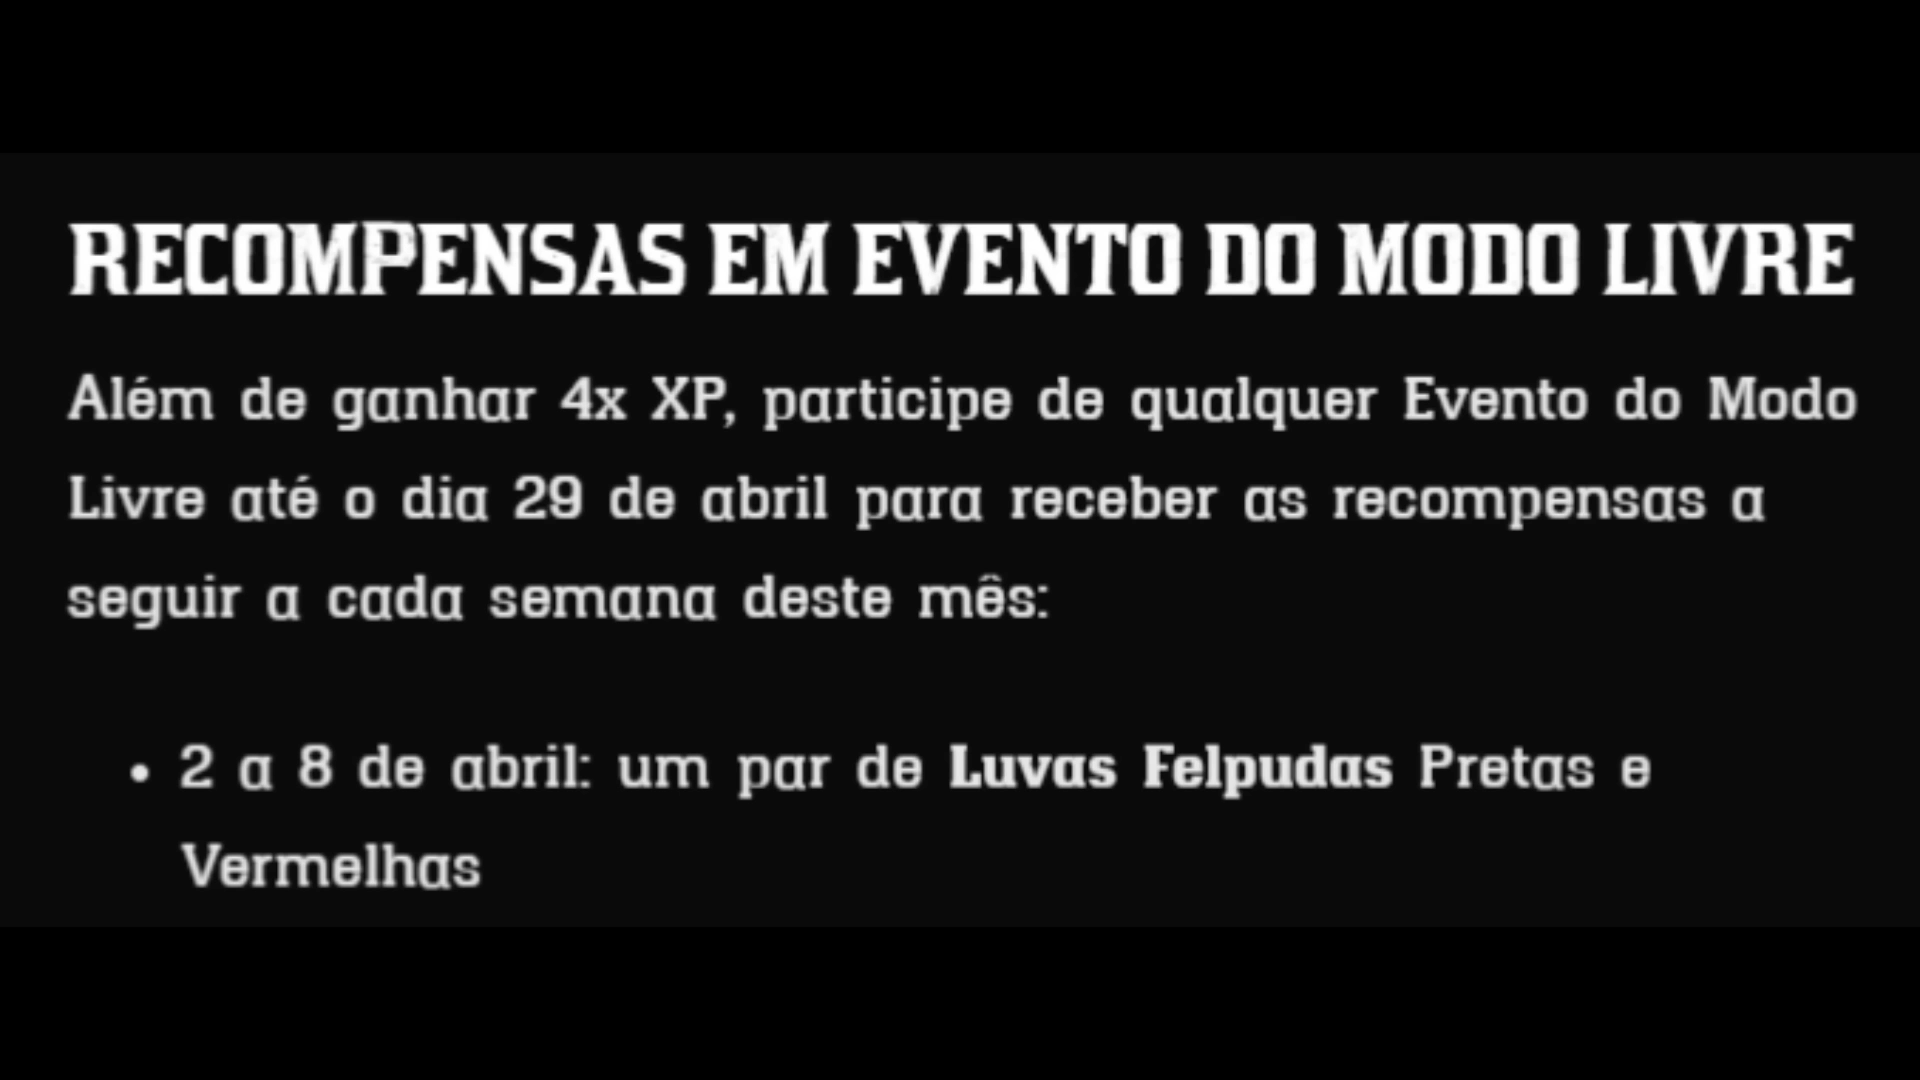 RECOMPENSAS EM EVENTO DO MODO LIVRE
Além de ganhar 4x XP, participe de qualquer Evento do Modo
Livre até o dia 29 de abril para receber as recompensas a
seguir a cada semana deste mês:
• 2 a 8 de abril: um par de Luvas Felpudas Pretas e
Vermelhas